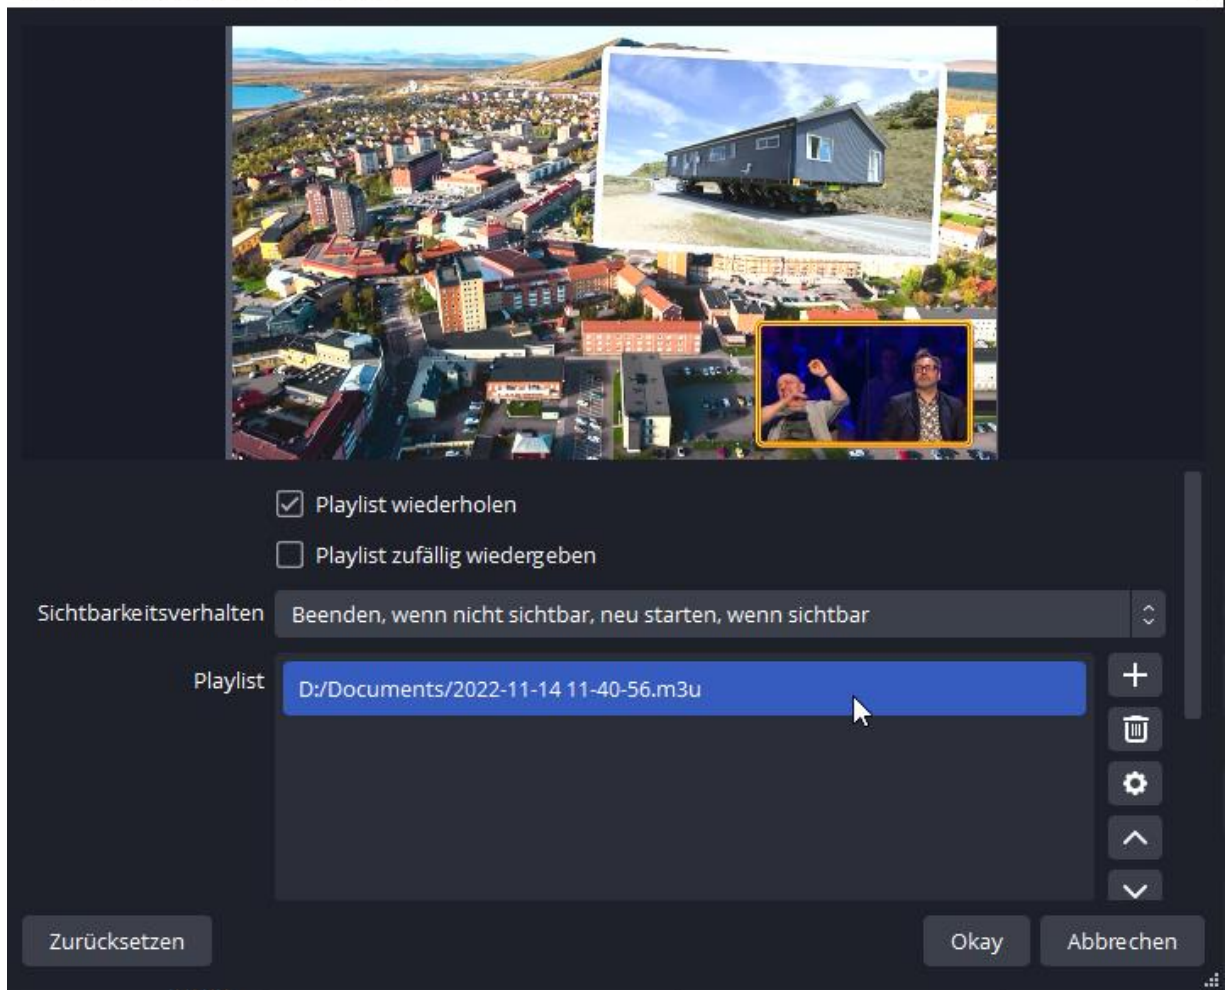 Playlist wiederholen
Playlist zufällig wiedergeben
Sichtbarkeitsverhalten Beenden, wenn nicht sichtbar, neu starten, wenn sichtbar
Playlist D:/Documents/2022-11-14 11-40-56.m3u
Zurücksetzen Okay Abbrechen